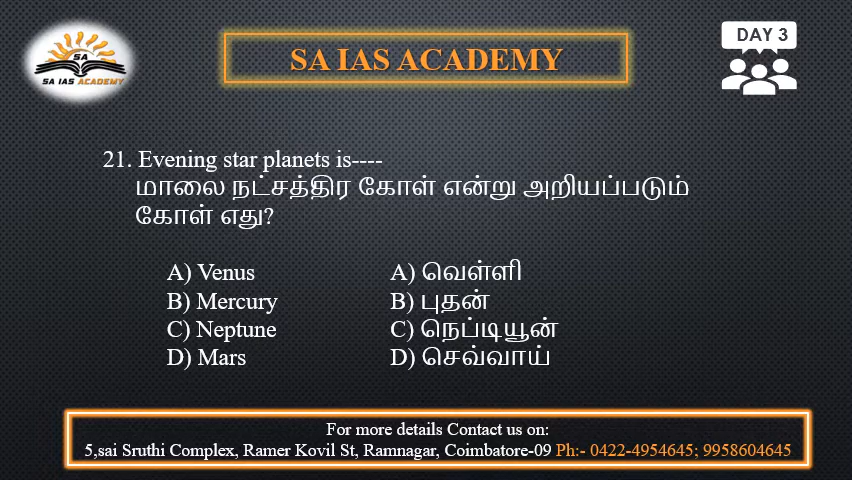 SA
SA IAS ACADEMY
SA IAS ACADEMY
DAY 3
21. Evening star planets is----
மாலை நட்சத்திர கோள் என்று அறியப்படும்
கோள் எது?
A) Venus A) வெள்ளி
B) Mercury B) புதன்
C) Neptune C) நெப்டியூன்
D) Mars D) செவ்வாய்
For more details Contact us on:
5,sai Sruthi Complex, Ramer Kovil St, Ramnagar, Coimbatore-09 Ph:- 0422-4954645; 9958604645